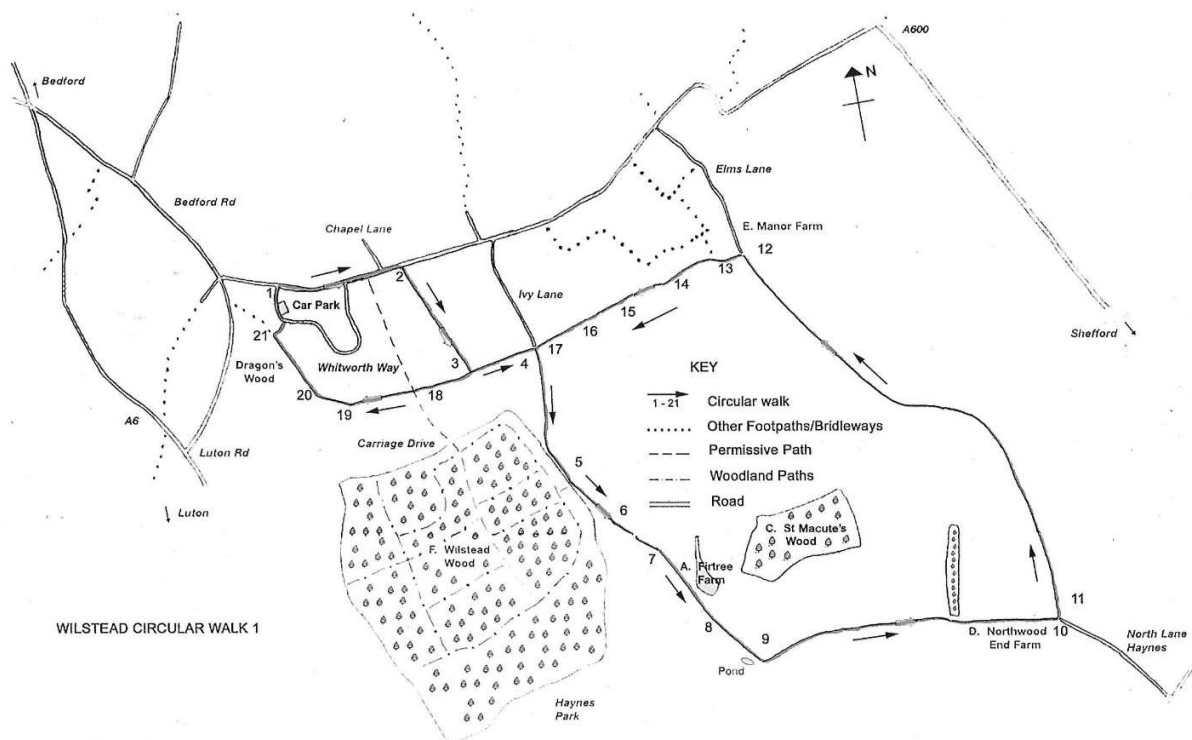 A600
Bedford
N
Elms Lane
Bedford Rd
Chapel Lane
E. Manor Farm
12
13
2
14
1
Car Park
Ivy Lane
15
16
21
17
Shefford
Dragon's
Wood
Whitworth Way
3
4
KEY
20
19
18
1 - 21
Circular walk
Other Footpaths/Bridleways
Permissive Path
Woodland Paths
Road
A6
Luton Rd
Carriage Drive
5
Luton
6
C. St Macute's
Wood
F. Wilstead
Wood
7
A. Firtree
Farm
WILSTEAD CIRCULAR WALK 1
8
9
11
10
D. Northwood
End Farm
North Lane
Haynes
Pond
Haynes
Park